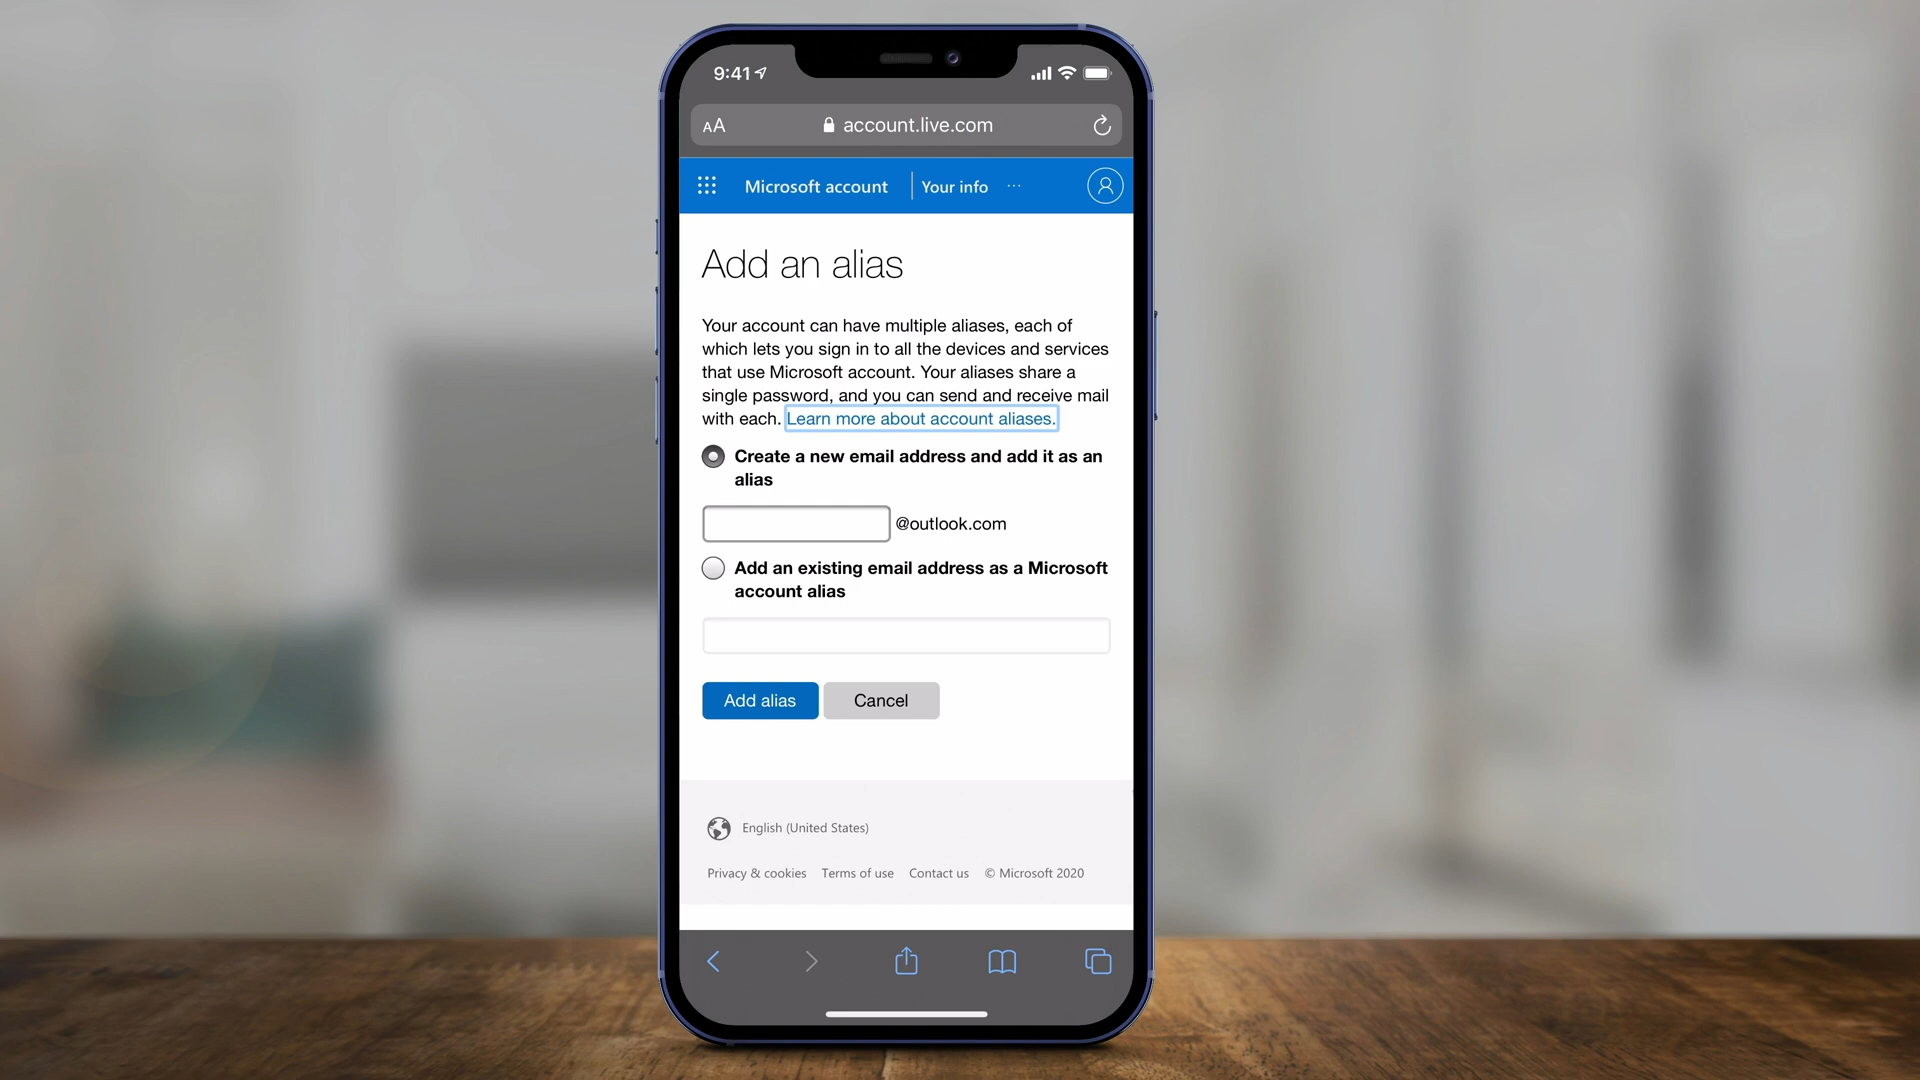 9:41
AA account.live.com
Microsoft account Your info ...
Add an alias
Your account can have multiple aliases, each of
which lets you sign in to all the devices and services
that use Microsoft account. Your aliases share a
single password, and you can send and receive mail
with each. Learn more about account aliases.
Create a new email address and add it as an
alias
@outlook.com
Add an existing email address as a Microsoft
account alias
Add alias Cancel
English (United States)
Privacy & cookies Terms of use Contact us © Microsoft 2020